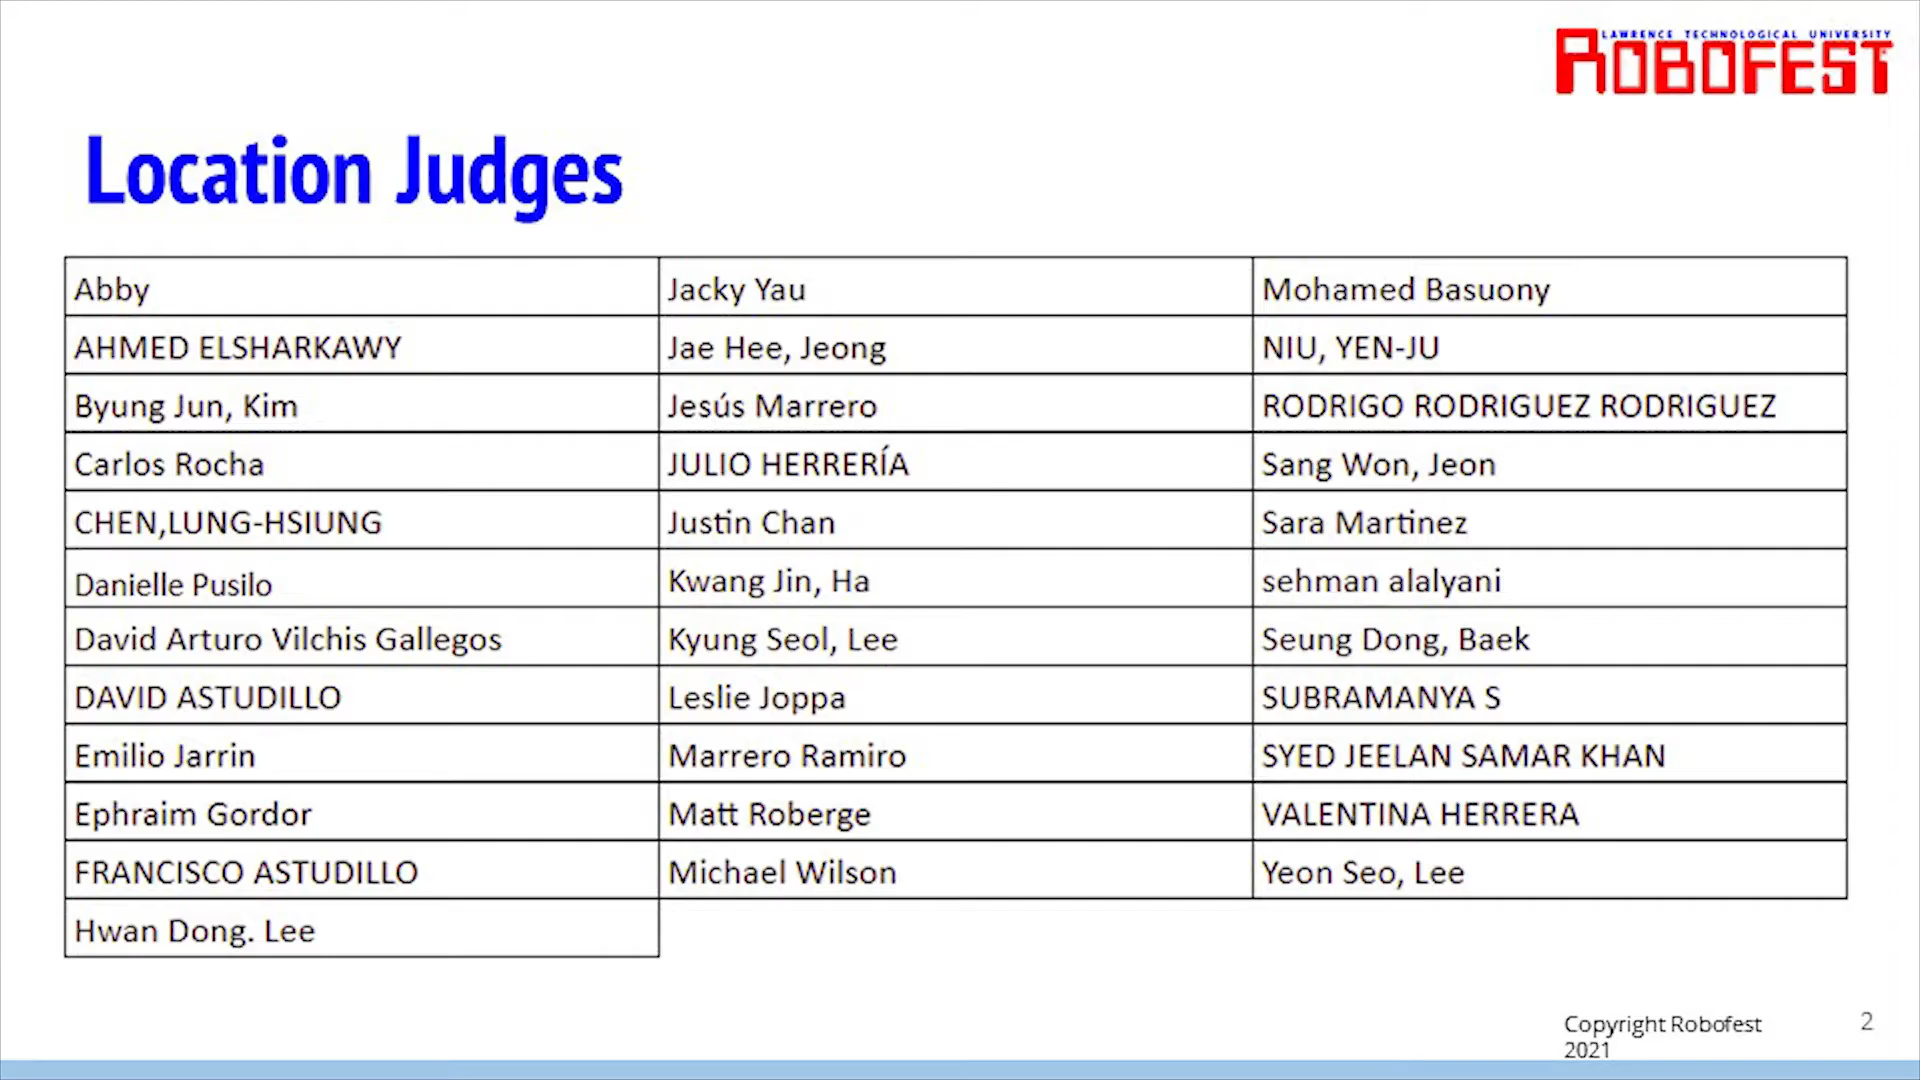 LAWRENCE TECHNOLOGICAL UNIVERSITY
ROBOFEST
Location Judges
Abby Jacky Yau Mohamed Basuony
AHMED ELSHARKAWY Jae Hee, Jeong NIU, YEN-JU
Byung Jun, Kim Jesús Marrero RODRIGO RODRIGUEZ RODRIGUEZ
Carlos Rocha JULIO HERRERÍA Sang Won, Jeon
CHEN,LUNG-HSIUNG Justin Chan Sara Martinez
Danielle Pusilo Kwang Jin, Ha sehman alalyani
David Arturo Vilchis Gallegos Kyung Seol, Lee Seung Dong, Baek
DAVID ASTUDILLO Leslie Joppa SUBRAMANYA S
Emilio Jarrin Marrero Ramiro SYED JEELAN SAMAR KHAN
Ephraim Gordor Matt Roberge VALENTINA HERRERA
FRANCISCO ASTUDILLO Michael Wilson Yeon Seo, Lee
Hwan Dong. Lee
Copyright Robofest
2021
2